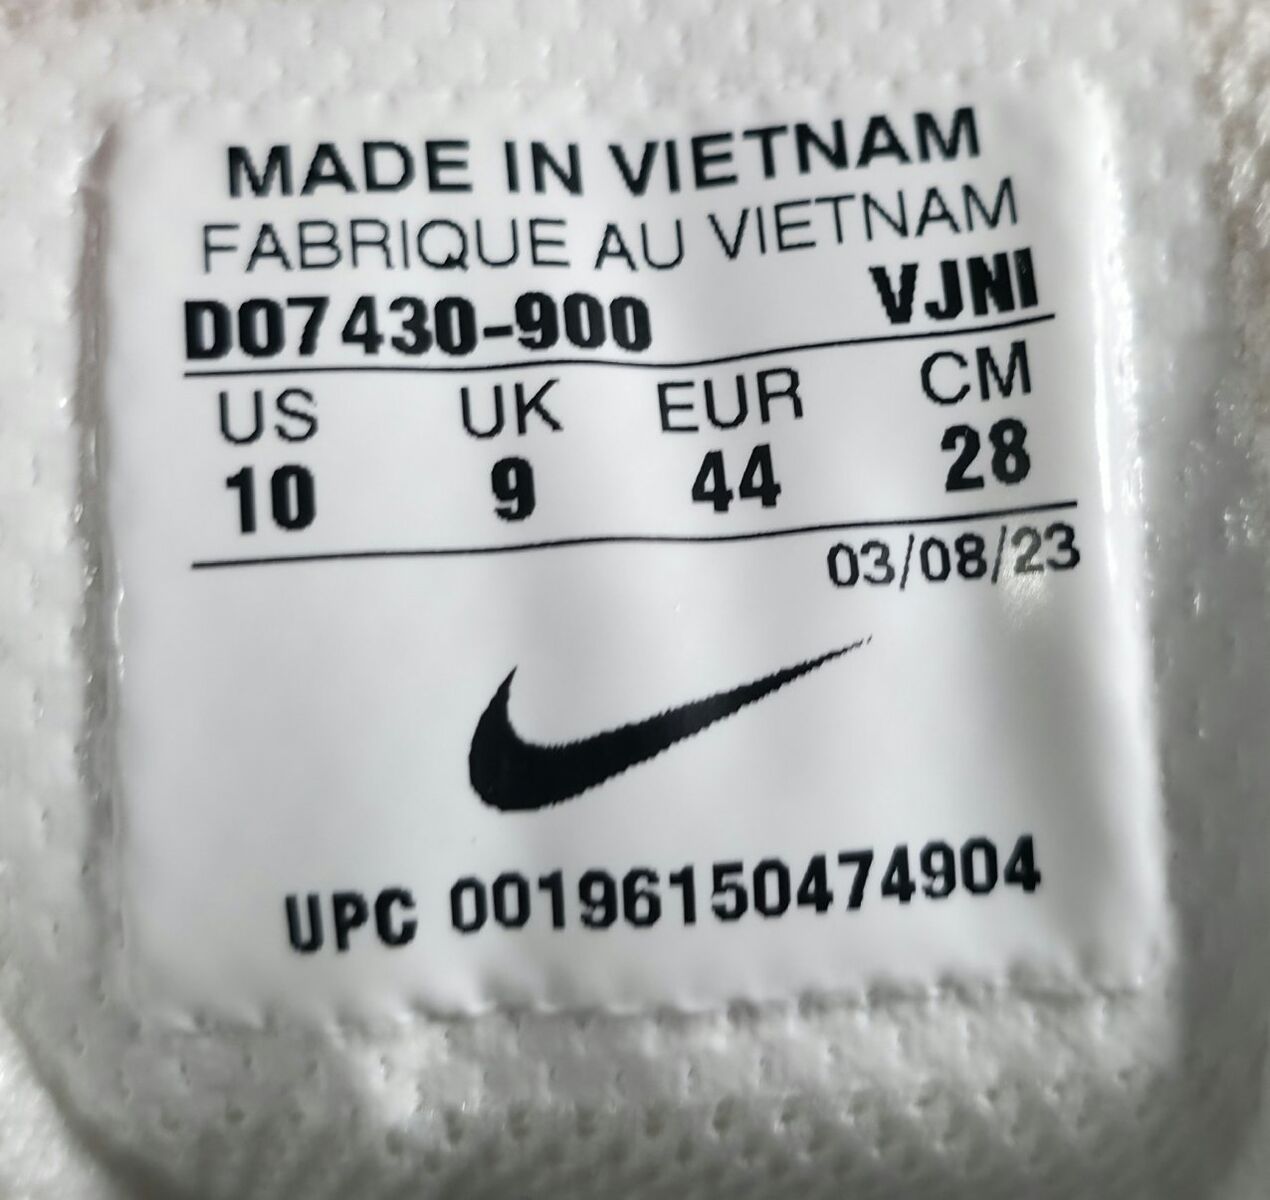 MADE IN VIETNAM
FABRIQUE AU VIETNAM
DO7430-900 VJNI
US UK EUR CM
10 9 44 28
03/08/23
UPC 00196150474904